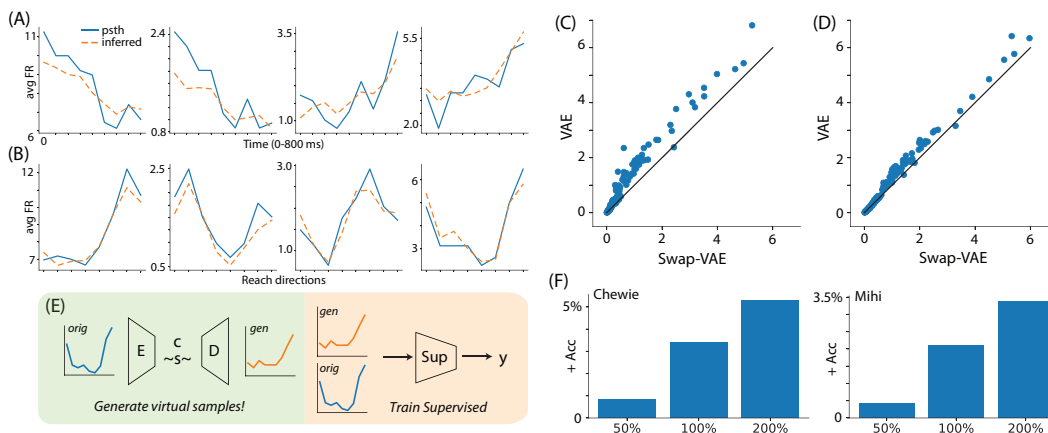 (A)
psth
inferred
avg FR
11
6
0
2.4
0.8
3.5
1.0
5.5
2.0
Time (0-800 ms)
(B)
avg FR
12
7
2.5
0.5
3.0
1.0
6
3
Reach directions
(C)
VAE
6
4
2
0
0 2 4 6
Swap-VAE
(D)
VAE
6
4
2
0
0 2 4 6
Swap-VAE
(E)
orig
E
c
~s~
D
gen
Generate virtual samples!
gen
orig
Sup
y
Train Supervised
(F)
Chewie
+ Acc
5%
0
50% 100% 200%
Mihi
+ Acc
3.5%
0
50% 100% 200%